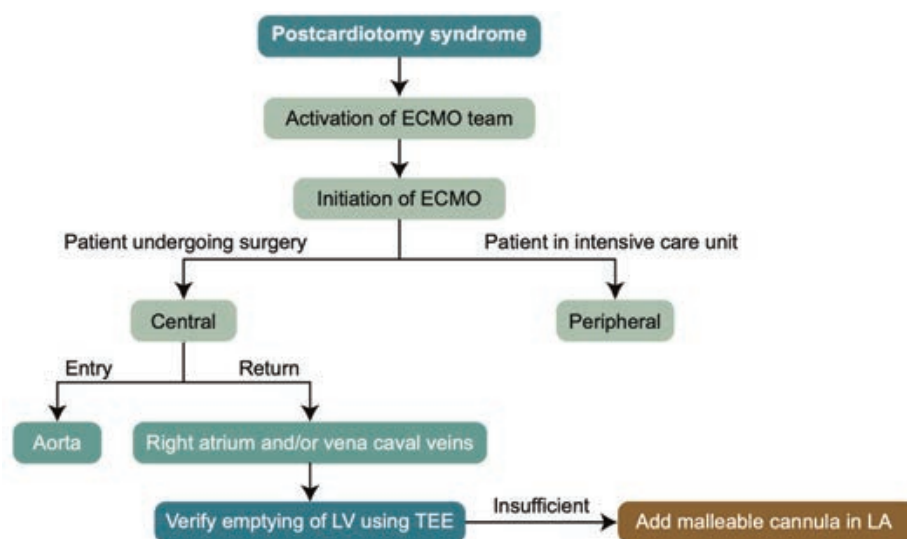 Postcardiotomy syndrome
Activation of ECMO team
Initiation of ECMO
Patient undergoing surgery
Patient in intensive care unit
Central
Peripheral
Entry
Return
Aorta
Right atrium and/or vena caval veins
Verify emptying of LV using TEE
Insufficient
Add malleable cannula in LA